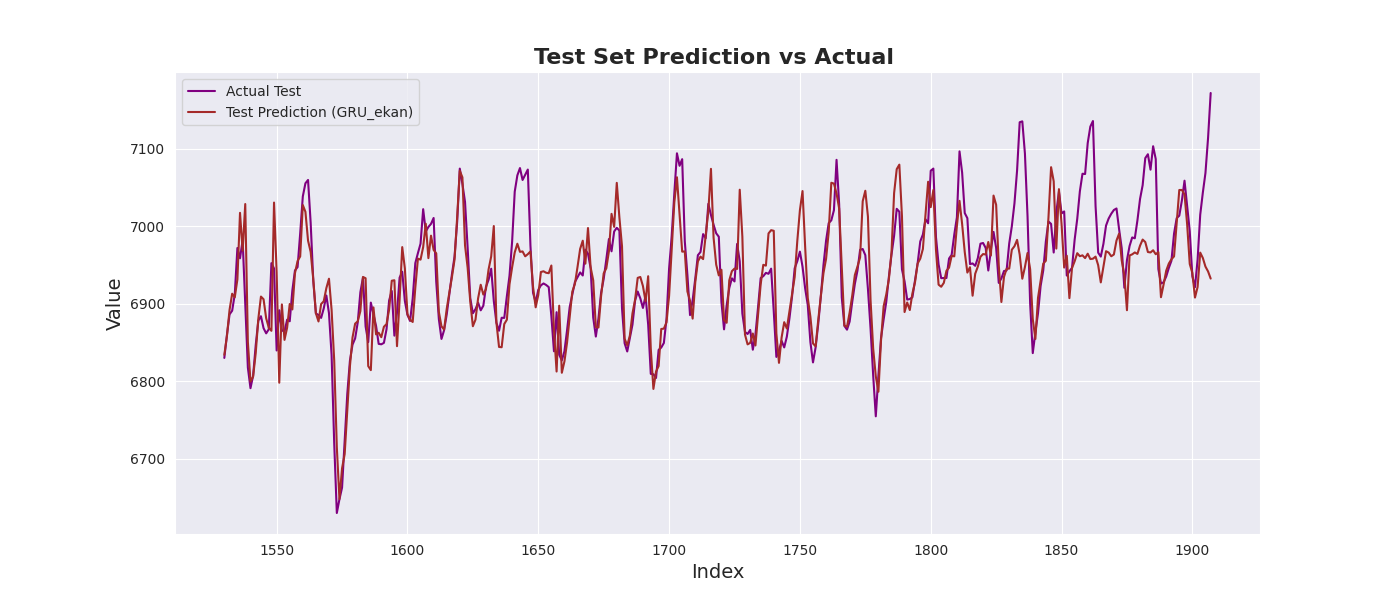 Test Set Prediction vs Actual
Actual Test
Test Prediction (GRU_ekan)
7100
7000
6900
6800
6700
Value
1550 1600 1650 1700 1750 1800 1850 1900
Index